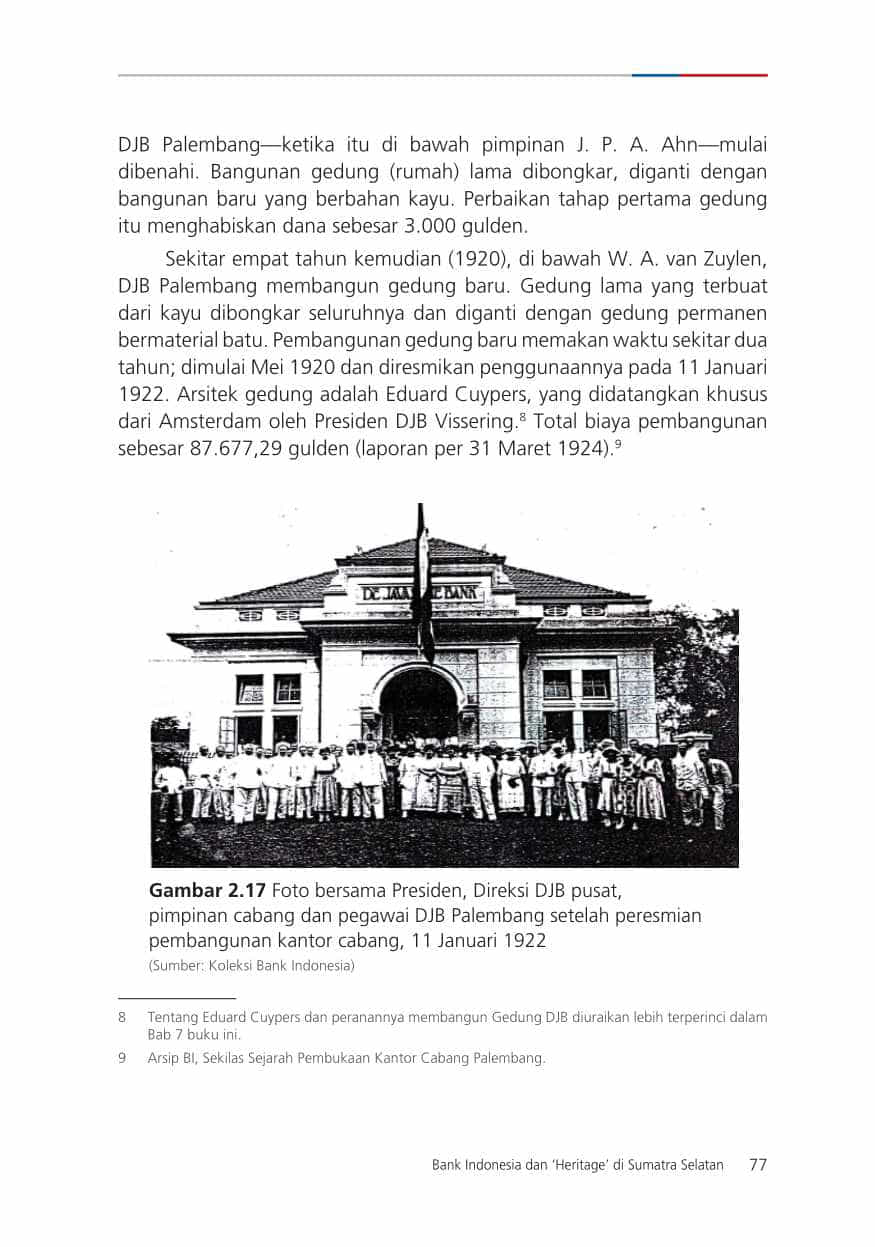 DJB Palembang—ketika itu di bawah pimpinan J. P. A. Ahn—mulai
dibenahi. Bangunan gedung (rumah) lama dibongkar, diganti dengan
bangunan baru yang berbahan kayu. Perbaikan tahap pertama gedung
itu menghabiskan dana sebesar 3.000 gulden.
Sekitar empat tahun kemudian (1920), di bawah W. A. van Zuylen,
DJB Palembang membangun gedung baru. Gedung lama yang terbuat
dari kayu dibongkar seluruhnya dan diganti dengan gedung permanen
bermaterial batu. Pembangunan gedung baru memakan waktu sekitar dua
tahun; dimulai Mei 1920 dan diresmikan penggunaannya pada 11 Januari
1922. Arsitek gedung adalah Eduard Cuypers, yang didatangkan khusus
dari Amsterdam oleh Presiden DJB Vissering.⁸ Total biaya pembangunan
sebesar 87.677,29 gulden (laporan per 31 Maret 1924).⁹
DE JAVA E BANK
Gambar 2.17 Foto bersama Presiden, Direksi DJB pusat,
pimpinan cabang dan pegawai DJB Palembang setelah peresmian
pembangunan kantor cabang, 11 Januari 1922
(Sumber: Koleksi Bank Indonesia)
8 Tentang Eduard Cuypers dan peranannya membangun Gedung DJB diuraikan lebih terperinci dalam
Bab 7 buku ini.
9 Arsip BI, Sekilas Sejarah Pembukaan Kantor Cabang Palembang.
Bank Indonesia dan ‘Heritage’ di Sumatra Selatan 77